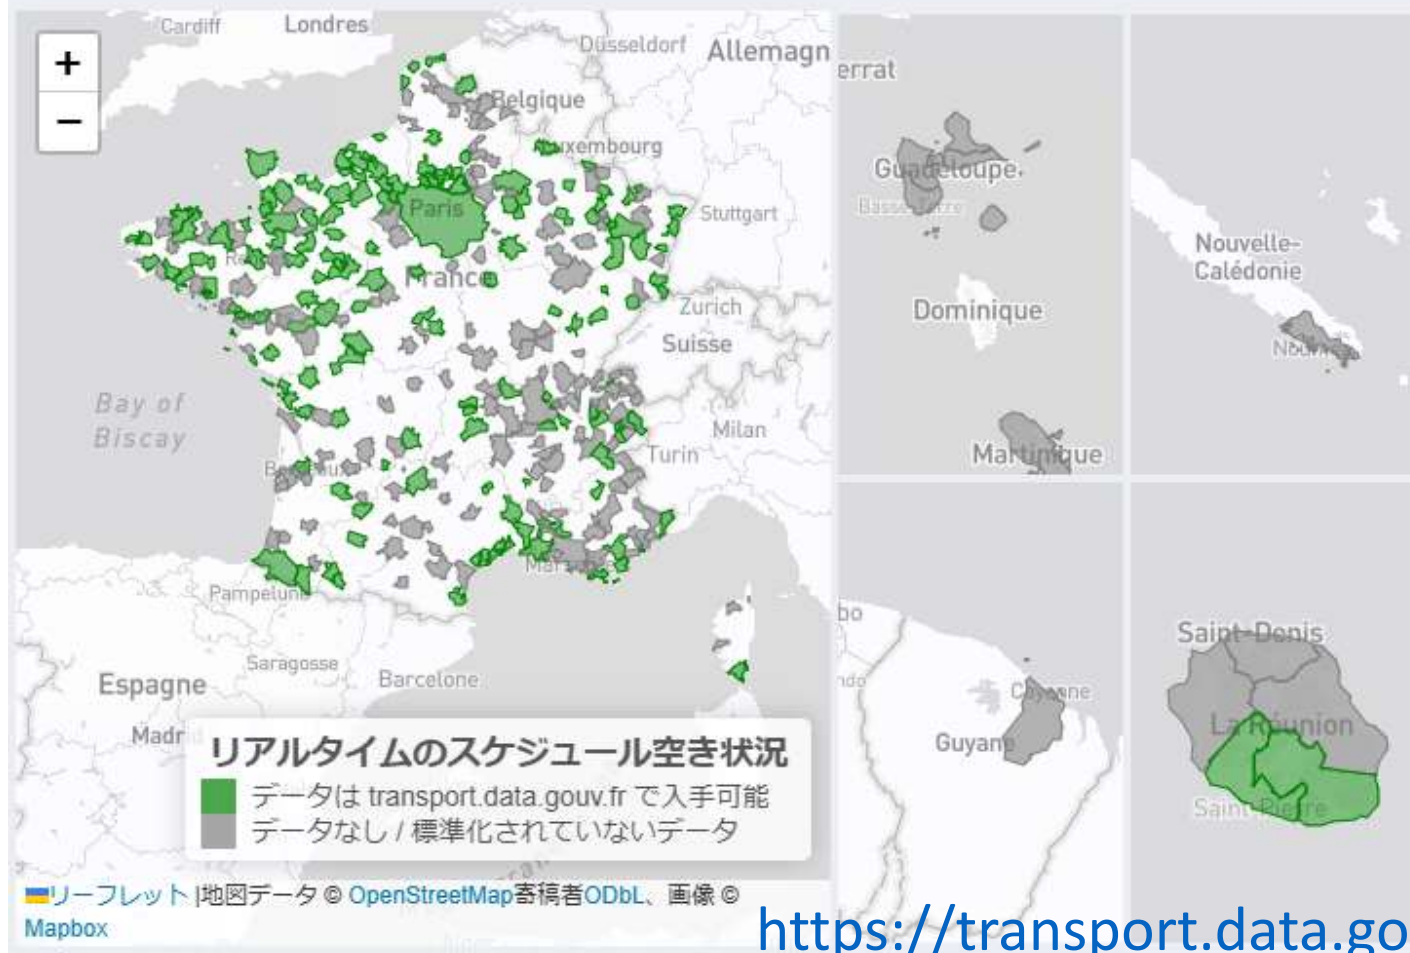 Cardiff
Londres
Düsseldorf
Allemagn
+
−
Belgique
uxembourg
Paris
Stuttgart
France
Zurich
Suisse
Bay of
Biscay
Milan
Turin
Pampelun
Saragosse
Barcelone
Espagne
Madrid
リアルタイムのスケジュール空き状況
データは transport.data.gouv.fr で入手可能
データなし / 標準化されていないデータ
リーフレット |地図データ © OpenStreetMap寄稿者ODbL、画像 ©
Mapbox
errat
Guadeloupe
Dominique
Martinique
Nouvelle-
Calédonie
Nouméa
bo
ndo
Cayenne
Guyane
Saint-Denis
La Réunion
Saint-Pierre
https://transport.data.go